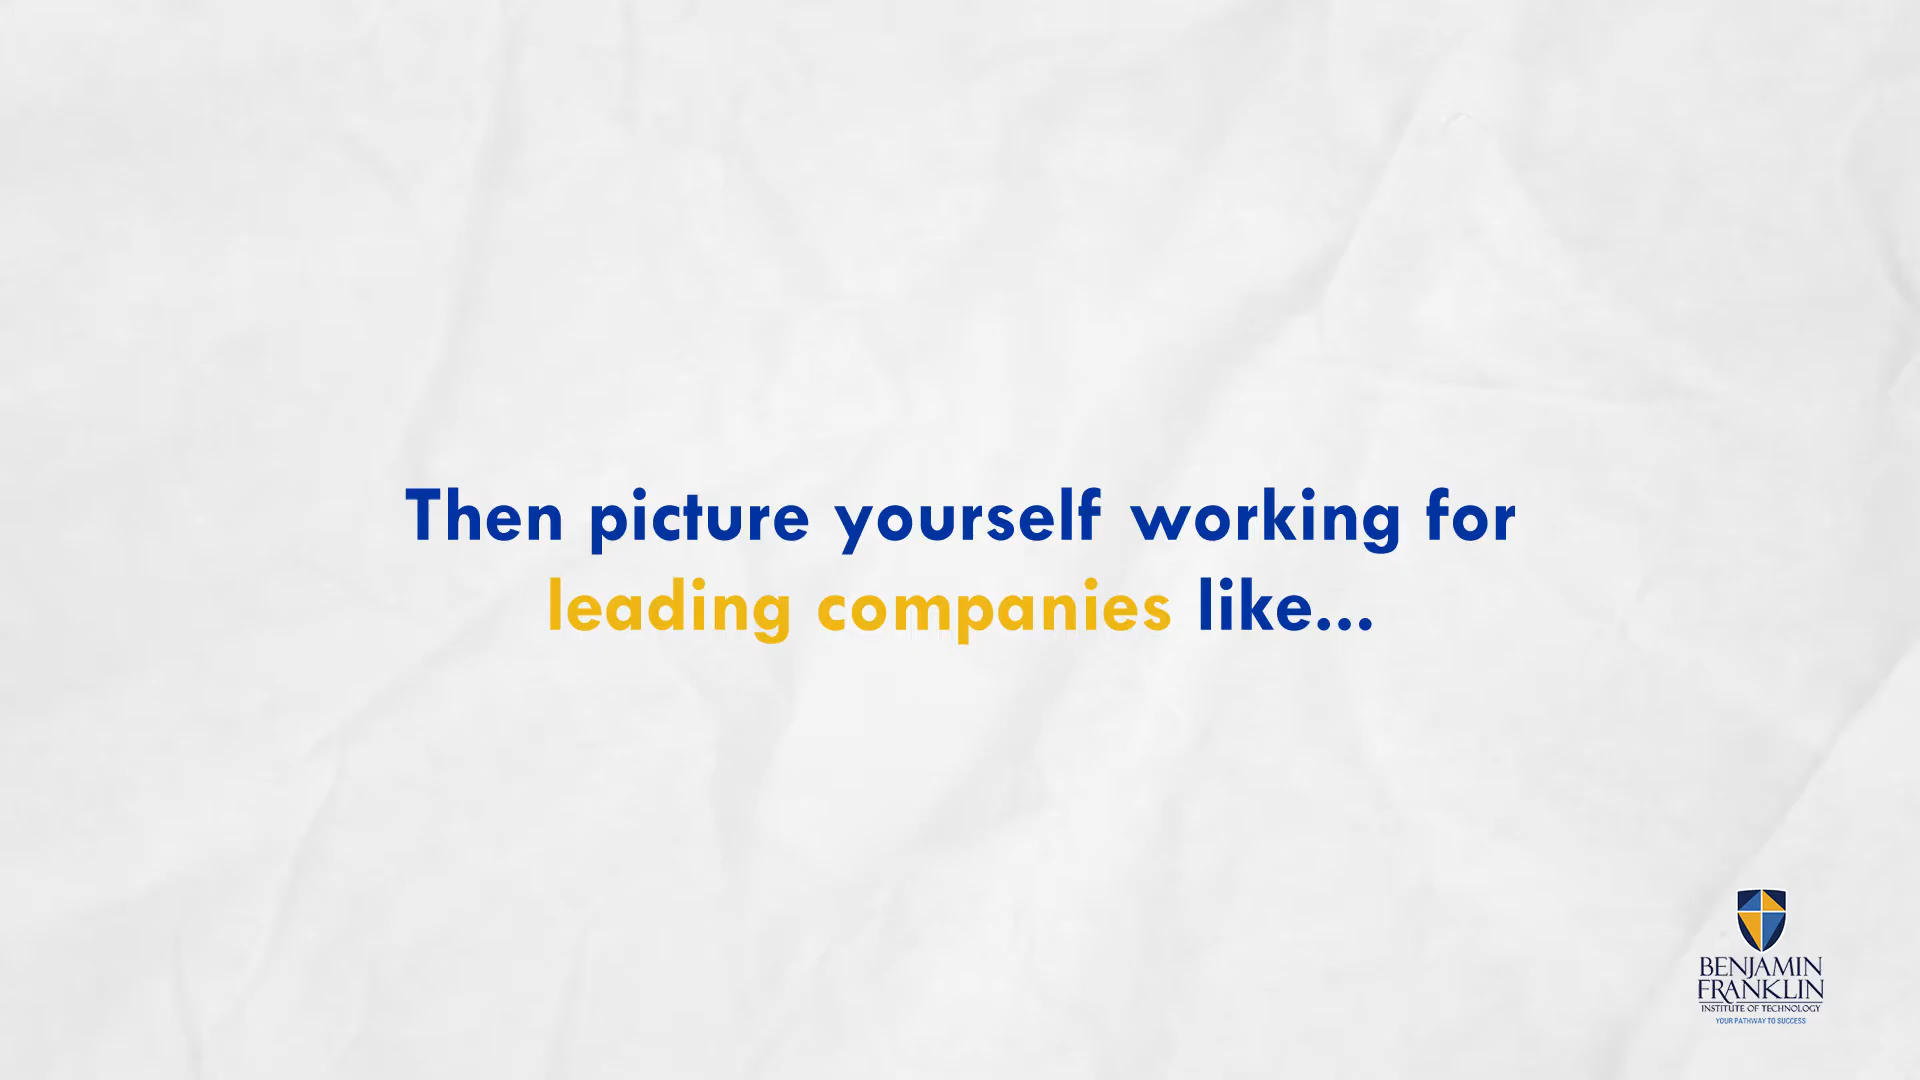 Then picture yourself working for
leading companies like...
BENJAMIN
FRANKLIN
INSTITUTE OF TECHNOLOGY
YOUR PATHWAY TO SUCCESS